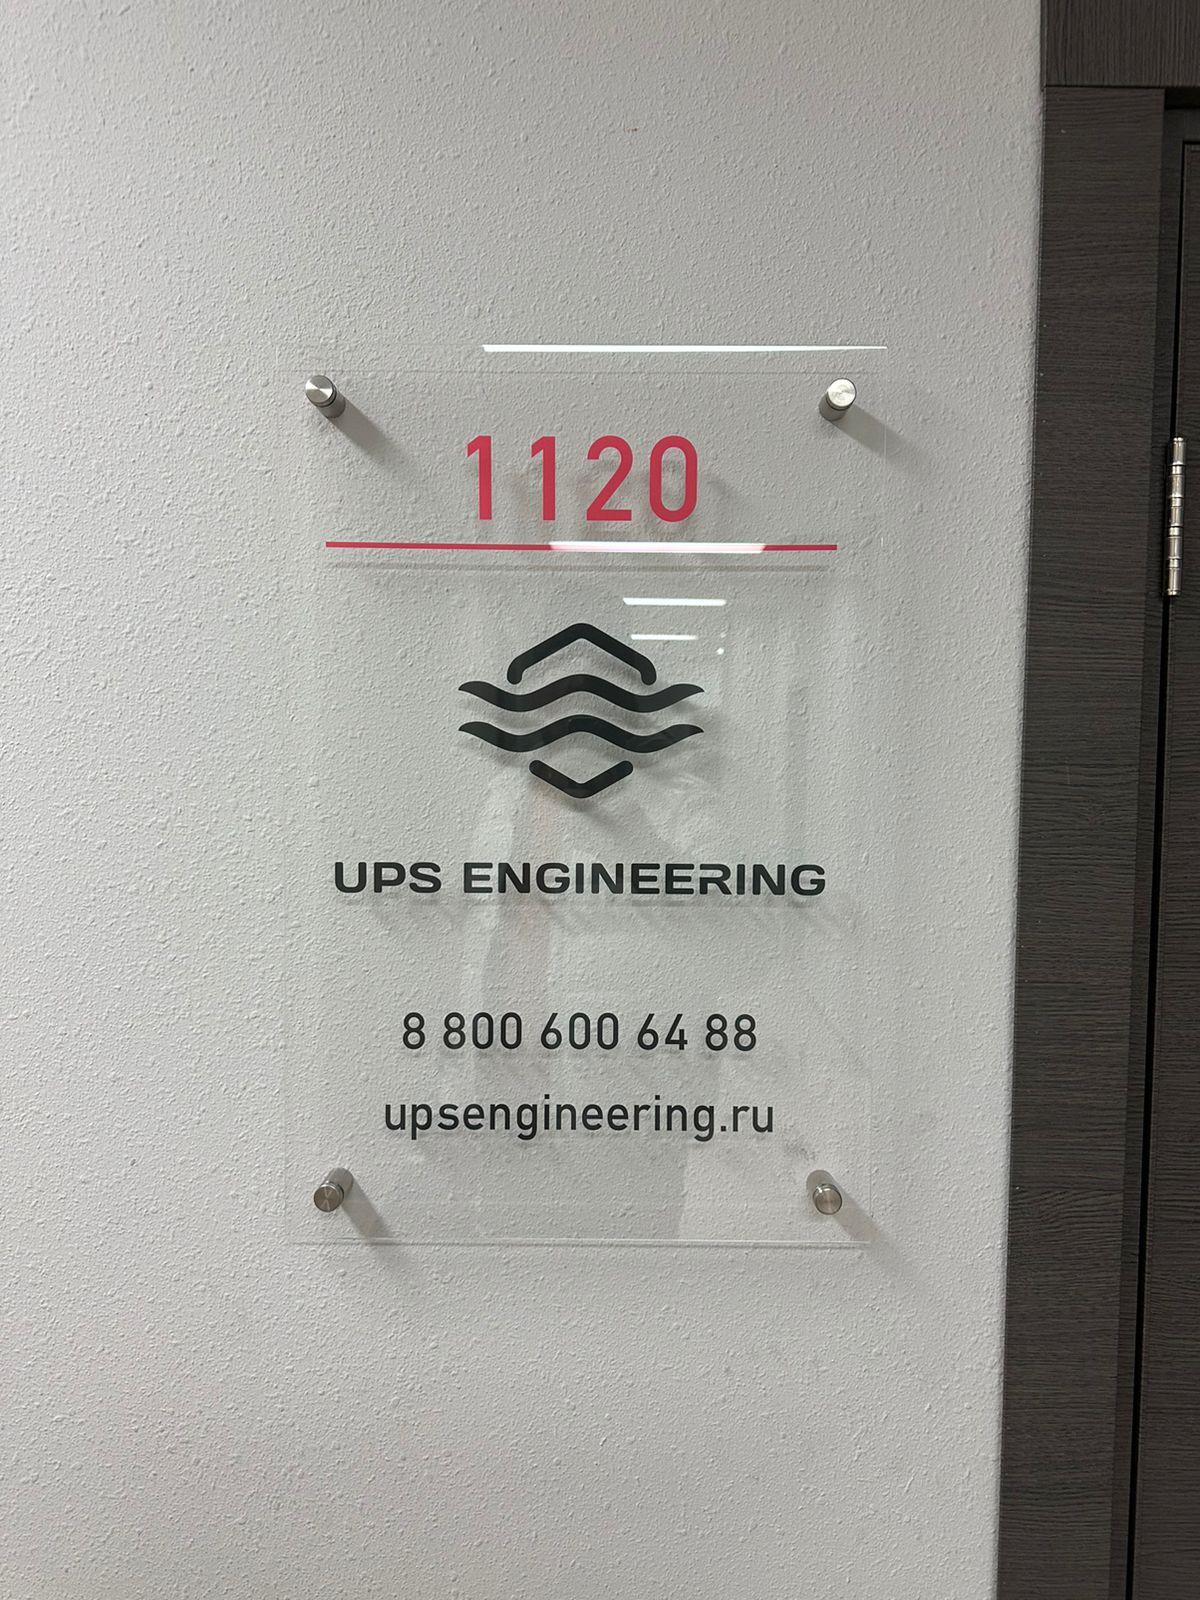 1120
UPS ENGINEERING
8 800 600 64 88
upsengineering.ru